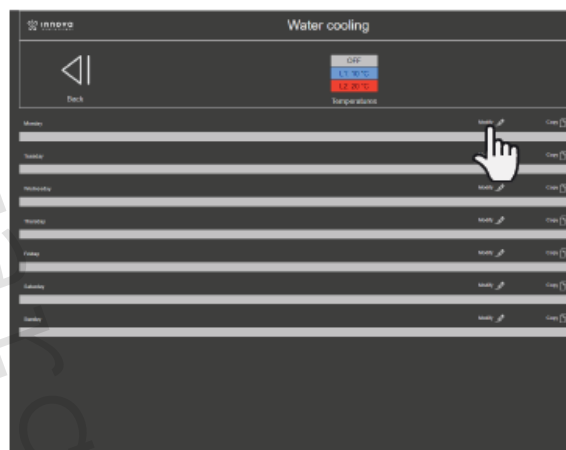 innova
Water cooling
OFF
L1: 10 °C
L2: 20 °C
Back
Temperatures
Monday
Modify
Copy
Tuesday
Copy
Wednesday
Modify
Copy
Thursday
Modify
Copy
Friday
Modify
Copy
Saturday
Modify
Copy
Sunday
Modify
Copy